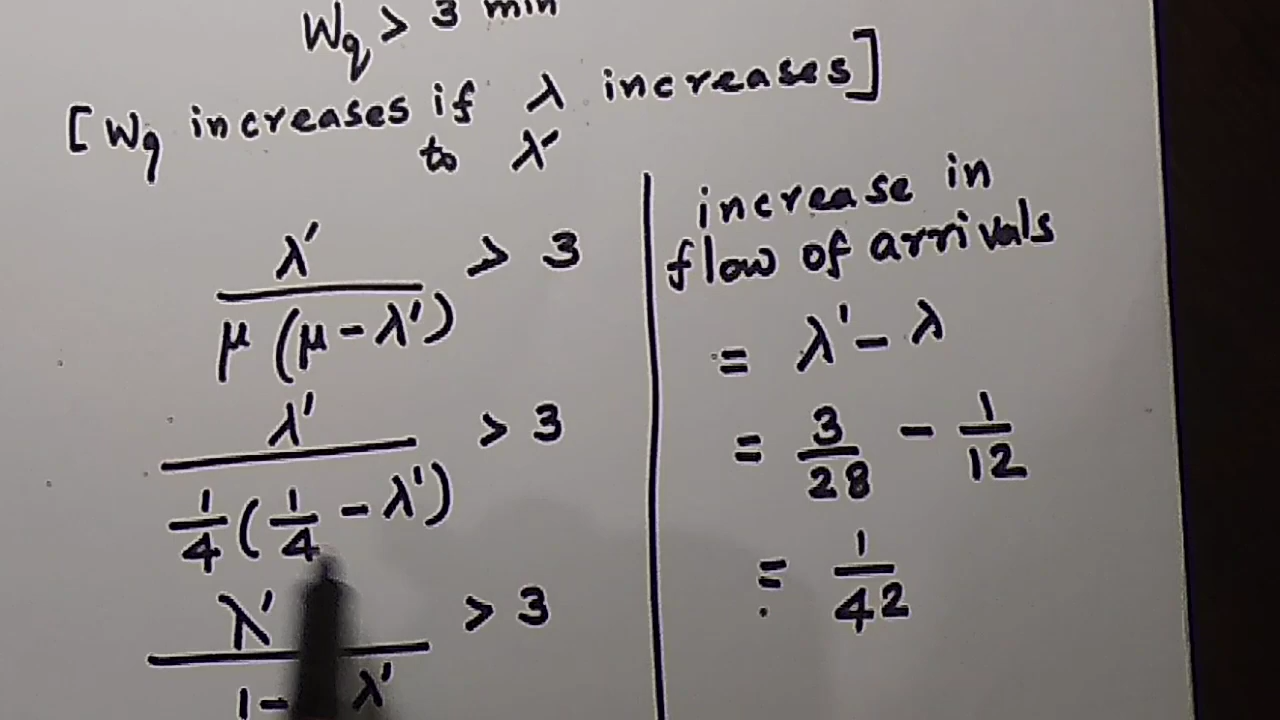 Wq > 3 min
[ Wq increases if λ increases]
to λ'
λ' / μ (μ - λ') > 3
λ' / 1/4 ( 1/4 - λ') > 3
λ' / 1 - λ' > 3
increase in
flow of arrivals
= λ' - λ
= 3/28 - 1/12
= 1/42